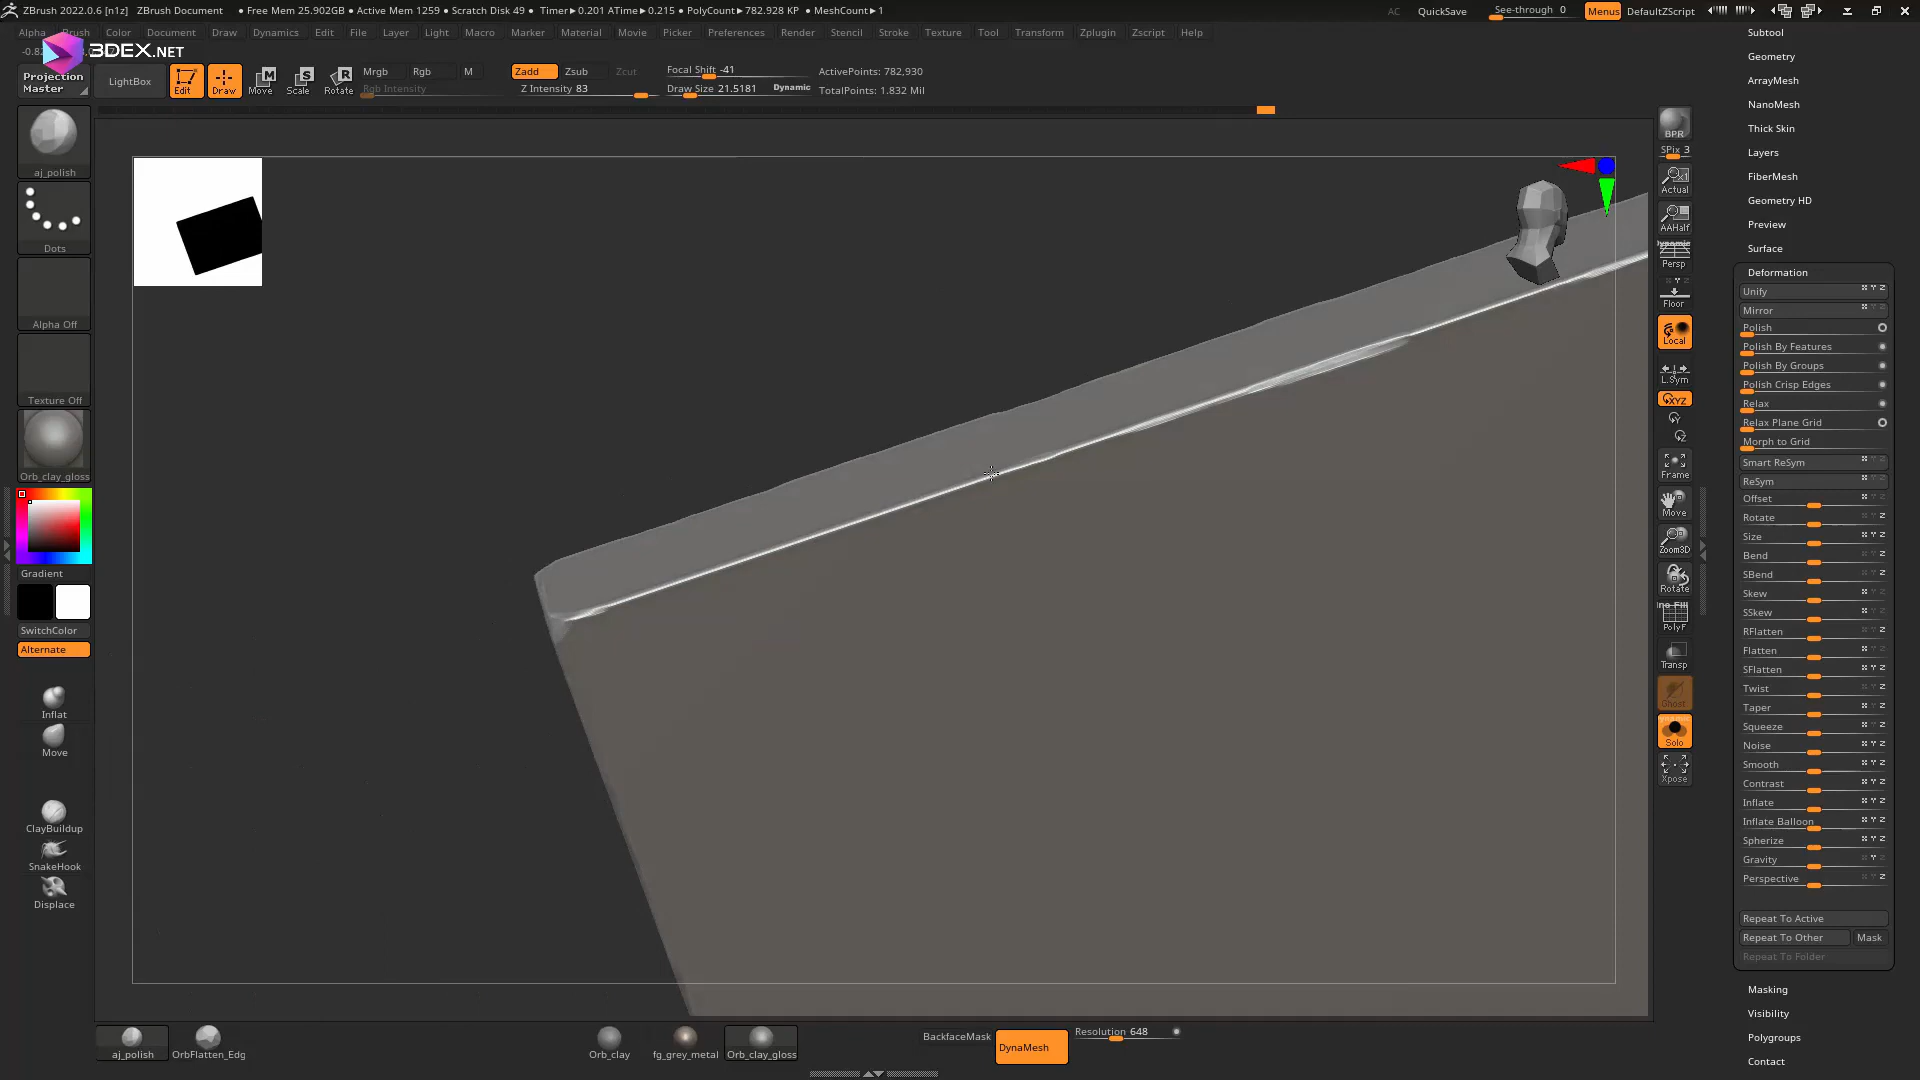 ZBrush 2022.0.6 [n1z]
ZBrush Document
● Free Mem 25.902GB ● Active Mem 1259 ● Scratch Disk 49 ● Timer►0.201 ATime►0.215 ● PolyCount►782.928 KP ● MeshCount►1
AC
QuickSave
See-through 0
Menus
DefaultZScript
Alpha
Brush
Color
Document
Draw
Dynamics
Edit
File
Layer
Light
Macro
Marker
Material
Movie
Picker
Preferences
Render
Stencil
Stroke
Texture
Tool
Transform
Zplugin
Zscript
Help
3DEX.NET
Projection
Master
LightBox
Edit
Draw
Move
Scale
Rotate
Mrgb
Rgb
M
Rgb Intensity
Zadd
Zsub
Zcut
Z Intensity 83
Focal Shift -41
Draw Size 21.5181
Dynamic
ActivePoints: 782,930
TotalPoints: 1.832 Mil
aj_polish
Dots
Alpha Off
Texture Off
Orb_clay_gloss
Gradient
SwitchColor
Alternate
Inflat
Move
ClayBuildup
SnakeHook
Displace
BPR
SPix 3
Actual
AAHalf
Dynamic
Persp
Floor
Local
L.Sym
XYZ
Y
Z
Frame
Move
Zoom3D
Rotate
PolyF
Transp
Ghost
Solo
Xpose
Subtool
Geometry
ArrayMesh
NanoMesh
Thick Skin
Layers
FiberMesh
Geometry HD
Preview
Surface
Deformation
Unify
Mirror
Polish
Polish By Features
Polish By Groups
Polish Crisp Edges
Relax
Relax Plane Grid
Morph to Grid
Smart ReSym
ReSym
Offset
Rotate
Size
Bend
SBend
Skew
SSkew
RFlatten
Flatten
SFlatten
Twist
Taper
Squeeze
Noise
Smooth
Contrast
Inflate
Inflate Balloon
Spherize
Gravity
Perspective
Repeat To Active
Repeat To Other
Mask
Repeat To Folder
Masking
Visibility
Polygroups
Contact
aj_polish
OrbFlatten_Edg
Orb_clay
fg_grey_metal
Orb_clay_gloss
BackfaceMask
DynaMesh
Resolution 648